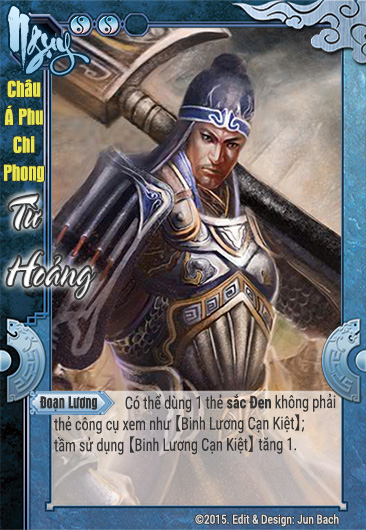 Ngụy
Châu
Á Phu
Chi
Phong
Từ
Hoảng
Đoạn Lương
Có thể dùng 1 thẻ sắc Đen không phải
thẻ công cụ xem như 【Binh Lương Cạn Kiệt】;
tầm sử dụng 【Binh Lương Cạn Kiệt】 tăng 1.
©2015. Edit & Design: Jun Bach